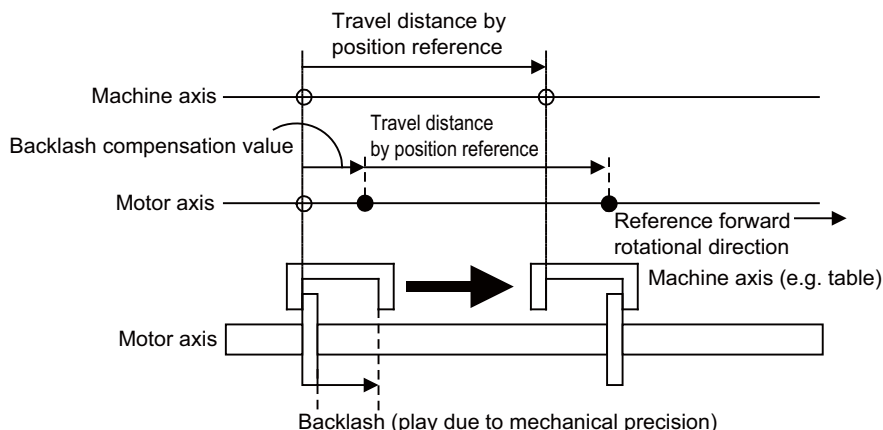 Travel distance by
position reference
Machine axis
Travel distance
by position reference
Backlash compensation value
Motor axis
Reference forward
rotational direction
Machine axis (e.g. table)
Motor axis
Backlash (play due to mechanical precision)